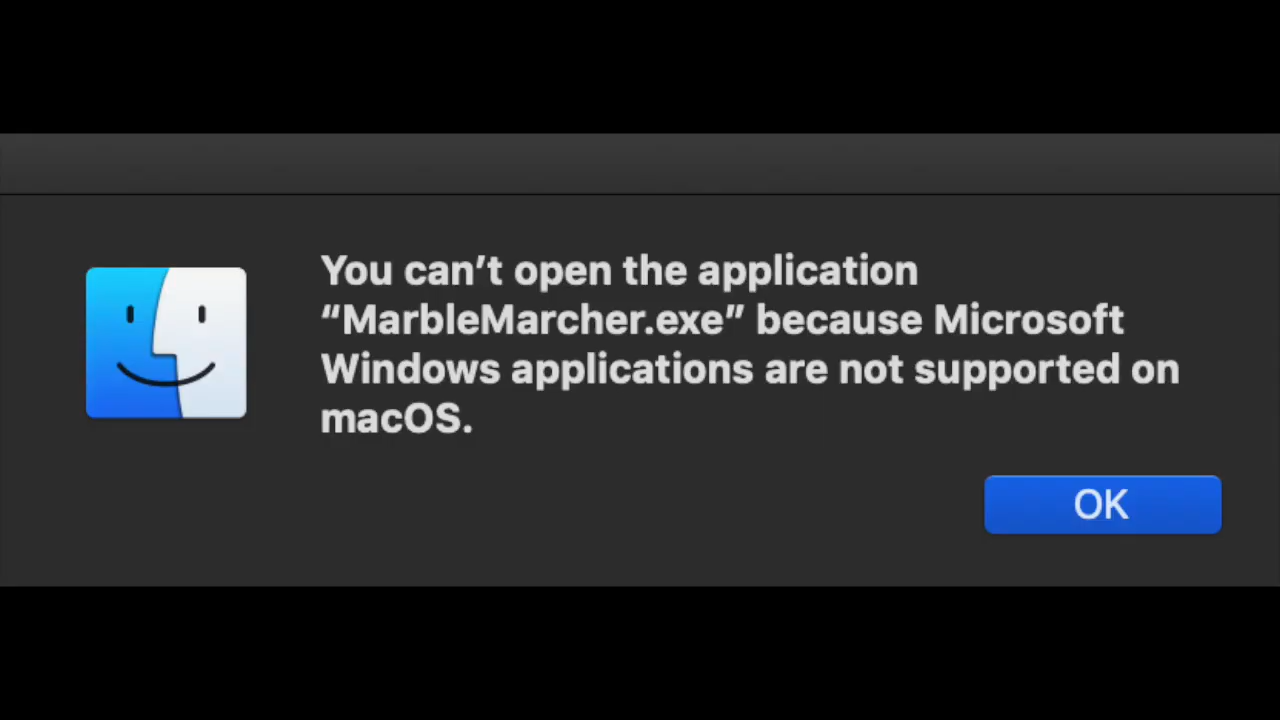 You can’t open the application
“MarbleMarcher.exe” because Microsoft
Windows applications are not supported on
macOS.
OK